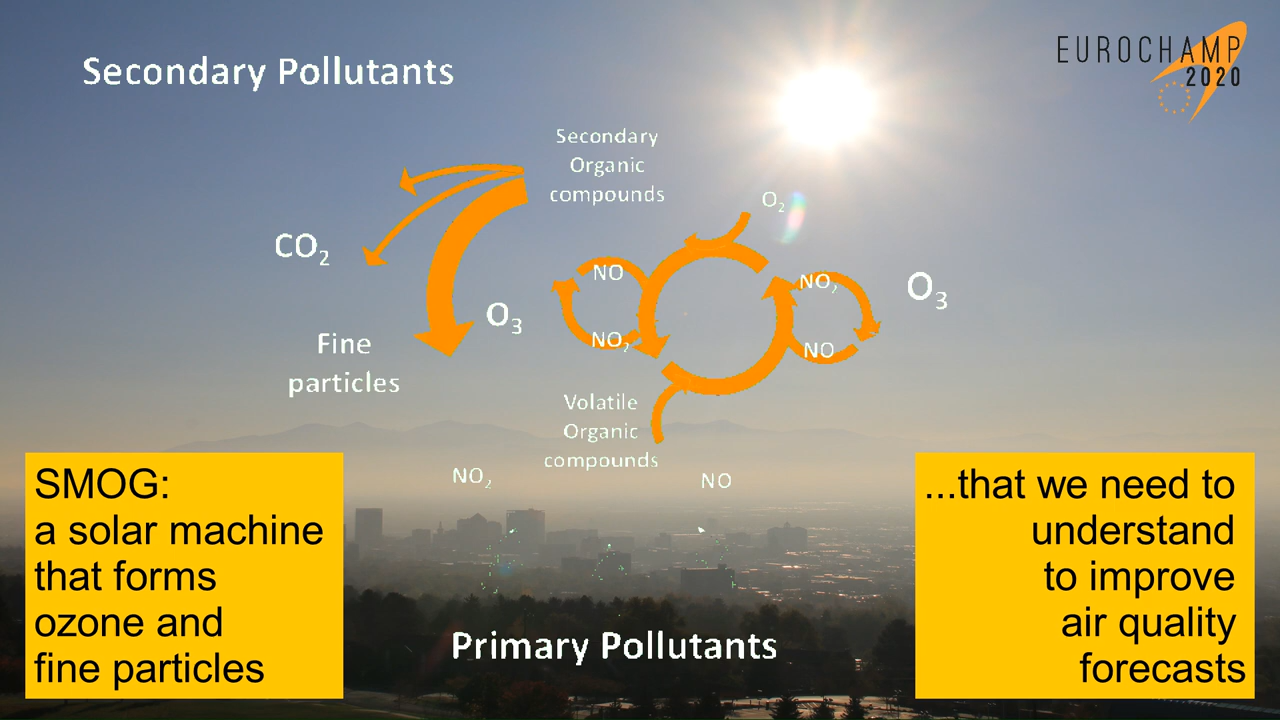 Secondary Pollutants
EUROCHAMP
2020
Secondary
Organic
compounds
O₂
CO₂
NO
NO₂
O₃
O₃
NO₂
NO
Fine
particles
Volatile
Organic
compounds
NO₂
NO
SMOG:
a solar machine
that forms
ozone and
fine particles
...that we need to
understand
to improve
air quality
forecasts
Primary Pollutants